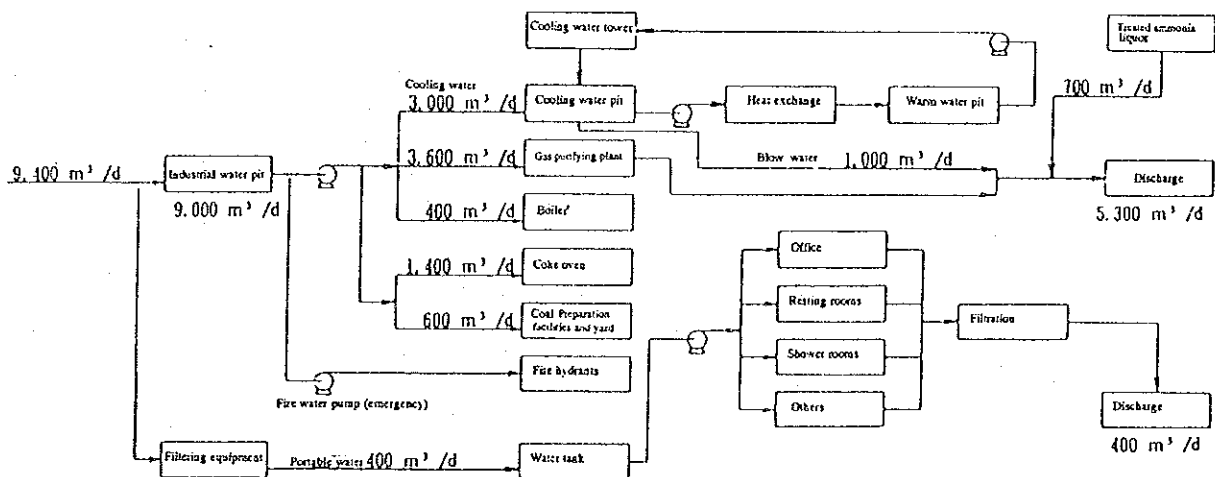 Cooling water tower
Treated ammonia
liquor
Cooling water
3.000 m³ /d
Cooling water pit
Heat exchange
Warm water pit
700 m³ /d
9.400 m³ /d
Industrial water pit
9.000 m³ /d
3.600 m³ /d
Gas purifying plant
Blow water
1.000 m³ /d
Discharge
5.300 m³ /d
400 m³ /d
Boiler
1.400 m³ /d
Coke oven
600 m³ /d
Coal Preparation
facilities and yard
Fire hydrants
Fire water pump (emergency)
Office
Resting rooms
Shower rooms
Others
Filtration
Discharge
400 m³ /d
Filtering equipment
Portable water 400 m³ /d
Water tank